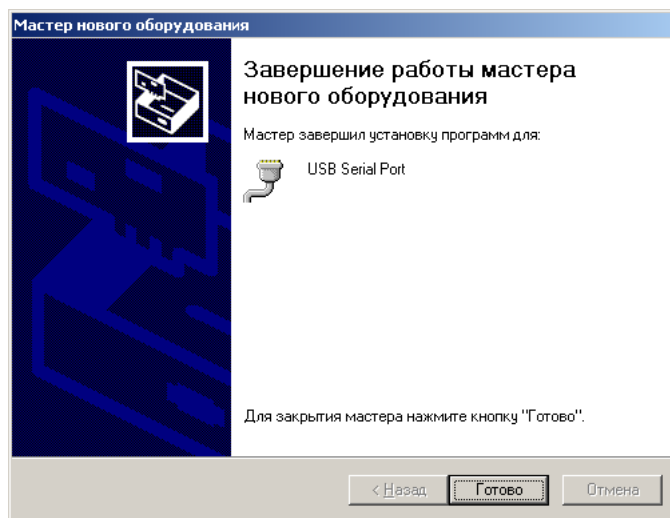 Мастер нового оборудования
Завершение работы мастера
нового оборудования
Мастер завершил установку программ для:
USB Serial Port
Для закрытия мастера нажмите кнопку "Готово".
< Назад
Готово
Отмена